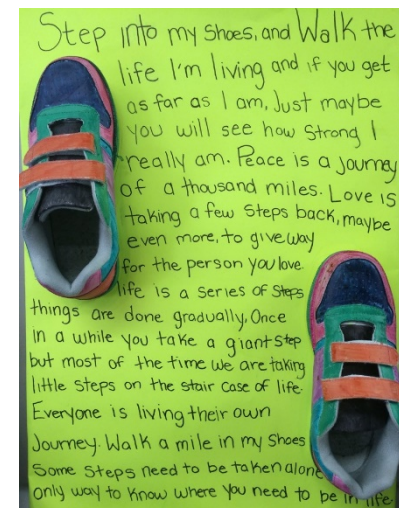 Step into my Shoes, and Walk the
life I'm living and if you get
as far as I am, Just maybe
you will see how Strong I
really am. Peace is a journey
of a thousand miles. Love is
taking a few Steps back, maybe
even more, to give way
for the person you love.
life is a series of Steps
things are done gradually. Once
in a while you take a giant Step
but most of the time we are taking
little steps on the stair case of life.
Everyone is living their own
Journey. Walk a mile in my Shoes
Some Steps need to be taken alone
only way to Know where you need to be in life.